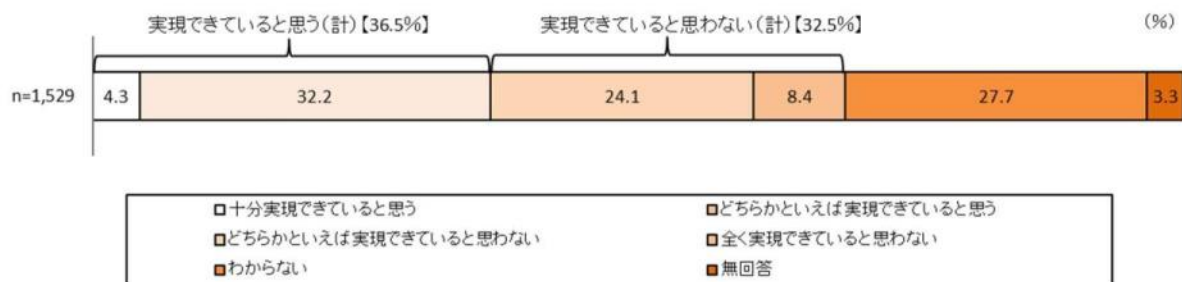 実現できていると思う(計)【36.5%】 実現できていると思わない(計)【32.5%】 (%)
n=1,529 4.3 32.2 24.1 8.4 27.7 3.3
□十分実現できていると思う ■どちらかといえば実現できていると思う
■どちらかといえば実現できていると思わない ■全く実現できていると思わない
■わからない ■無回答